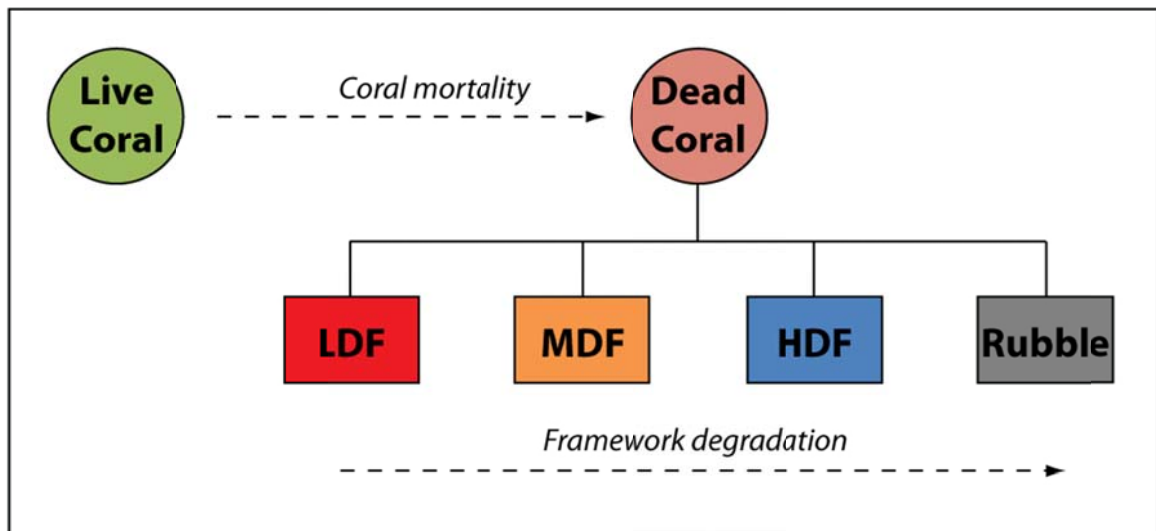 Live
Coral
Coral mortality
Dead
Coral
LDF
MDF
HDF
Rubble
Framework degradation